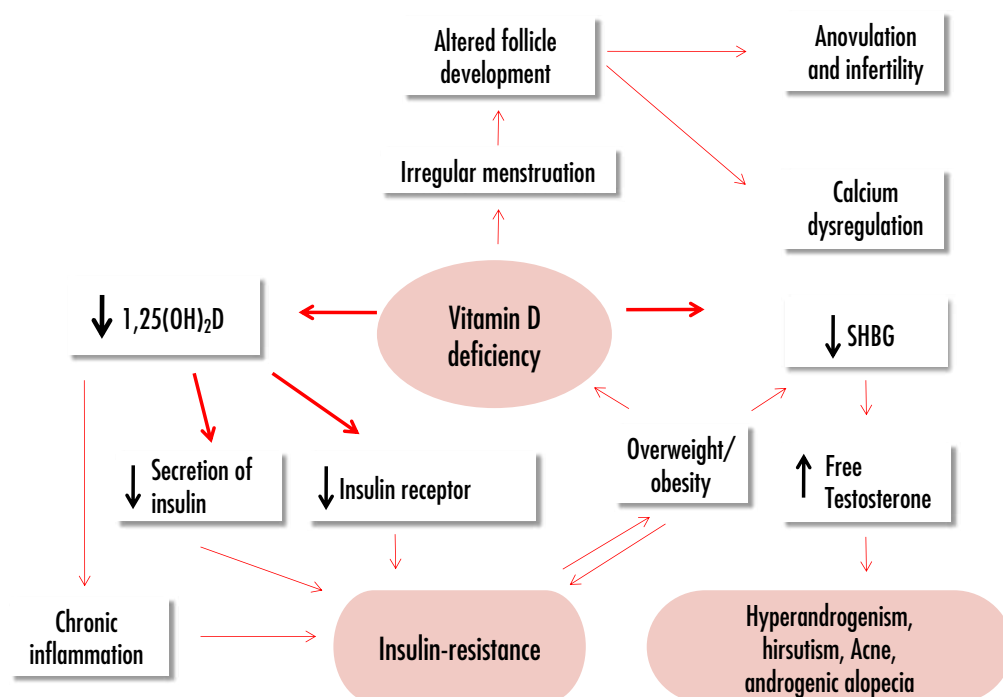 Altered follicle
development
Anovulation
and infertility
Irregular menstruation
Calcium
dysregulation
1,25(OH)₂D
Vitamin D
deficiency
SHBG
Secretion of
insulin
Insulin receptor
Overweight/
obesity
Free
Testosterone
Chronic
inflammation
Insulin-resistance
Hyperandrogenism,
hirsutism, Acne,
androgenic alopecia